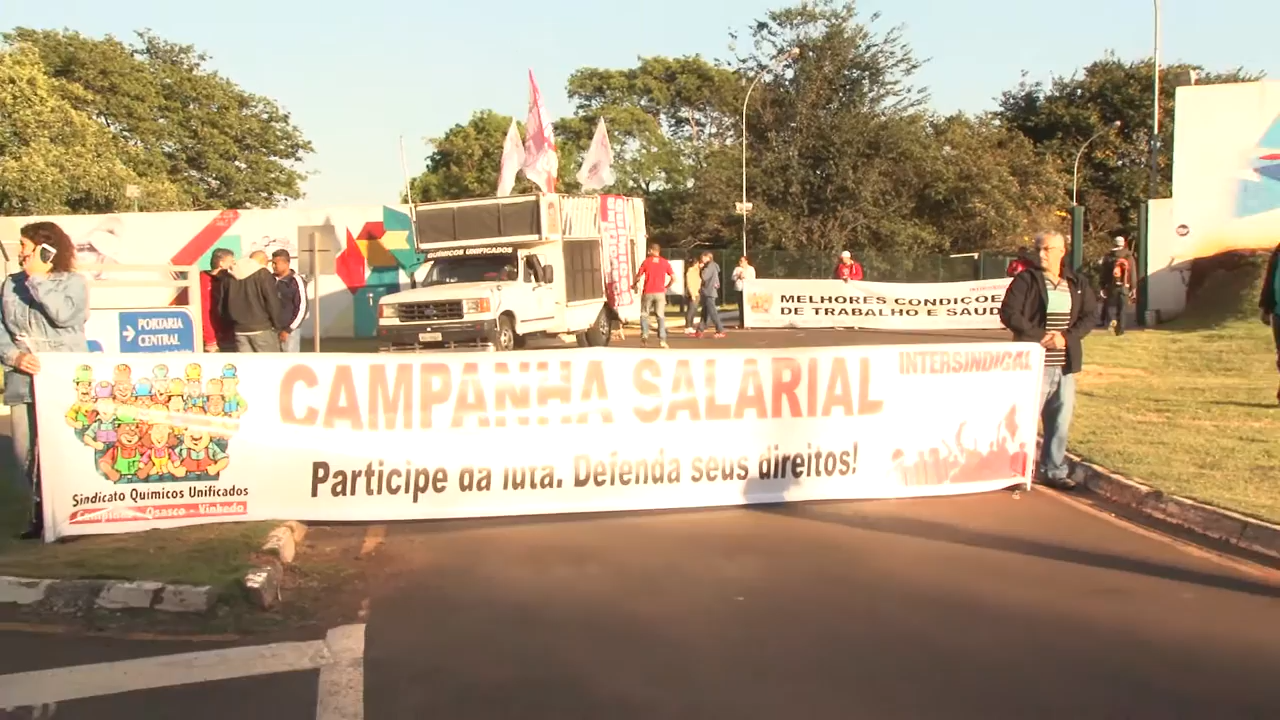 QUÍMICOS UNIFICADOS
PORTARIA
CENTRAL
MELHORES CONDIÇÕE
DE TRABALHO E SAÚD
CAMPANHA SALARIAL
INTERSINDICAL
Participe da luta. Defenda seus direitos!
Sindicato Químicos Unificados
Campinas - Osasco - Vinhedo